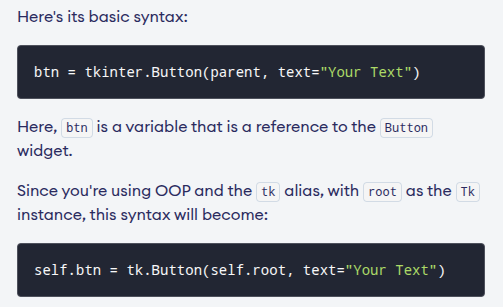 Here's its basic syntax:
btn = tkinter.Button(parent, text="Your Text")
Here, btn is a variable that is a reference to the Button
widget.
Since you're using OOP and the tk alias, with root as the Tk
instance, this syntax will become:
self.btn = tk.Button(self.root, text="Your Text")